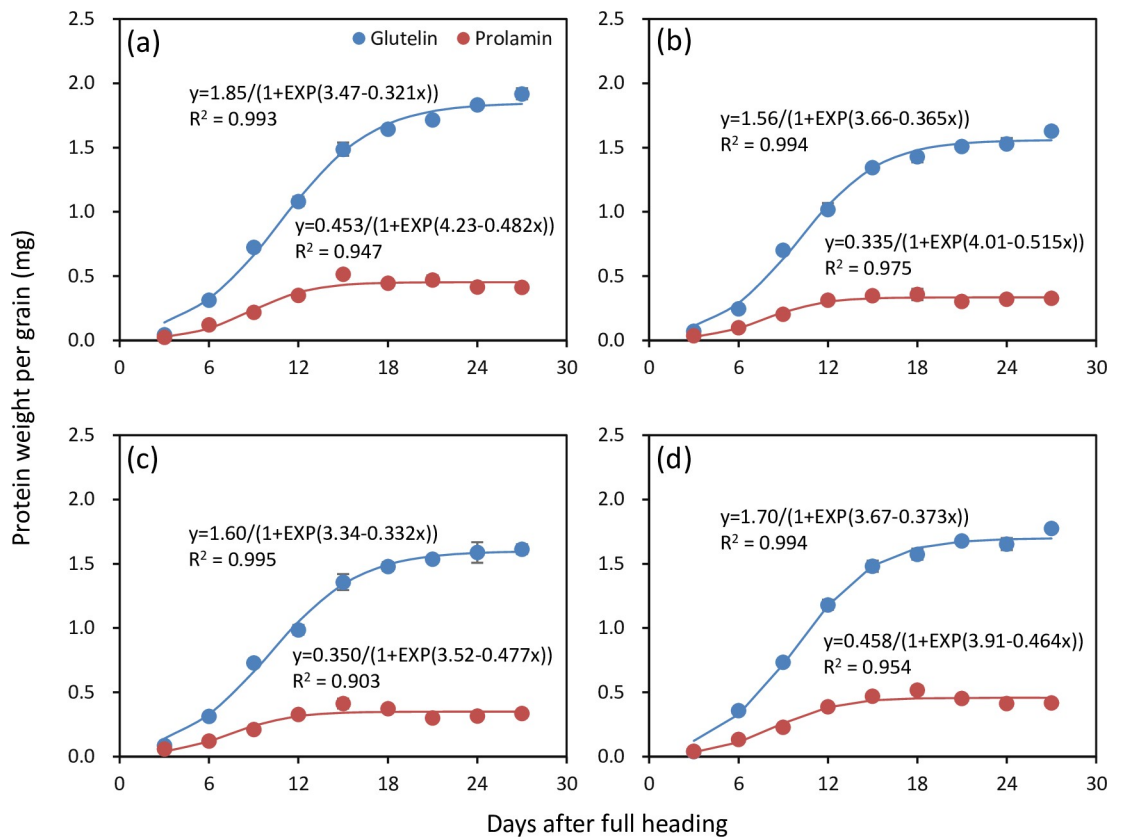 Protein weight per grain (mg)
(a)
Glutelin
Prolamin
2.5
2.0
1.5
1.0
0.5
0.0
y=1.85/(1+EXP(3.47-0.321x))
R² = 0.993
y=0.453/(1+EXP(4.23-0.482x))
R² = 0.947
0 6 12 18 24 30
(b)
2.5
2.0
1.5
1.0
0.5
0.0
y=1.56/(1+EXP(3.66-0.365x))
R² = 0.994
y=0.335/(1+EXP(4.01-0.515x))
R² = 0.975
0 6 12 18 24 30
(c)
2.5
2.0
1.5
1.0
0.5
0.0
y=1.60/(1+EXP(3.34-0.332x))
R² = 0.995
y=0.350/(1+EXP(3.52-0.477x))
R² = 0.903
0 6 12 18 24 30
(d)
2.5
2.0
1.5
1.0
0.5
0.0
y=1.70/(1+EXP(3.67-0.373x))
R² = 0.994
y=0.458/(1+EXP(3.91-0.464x))
R² = 0.954
0 6 12 18 24 30
Days after full heading